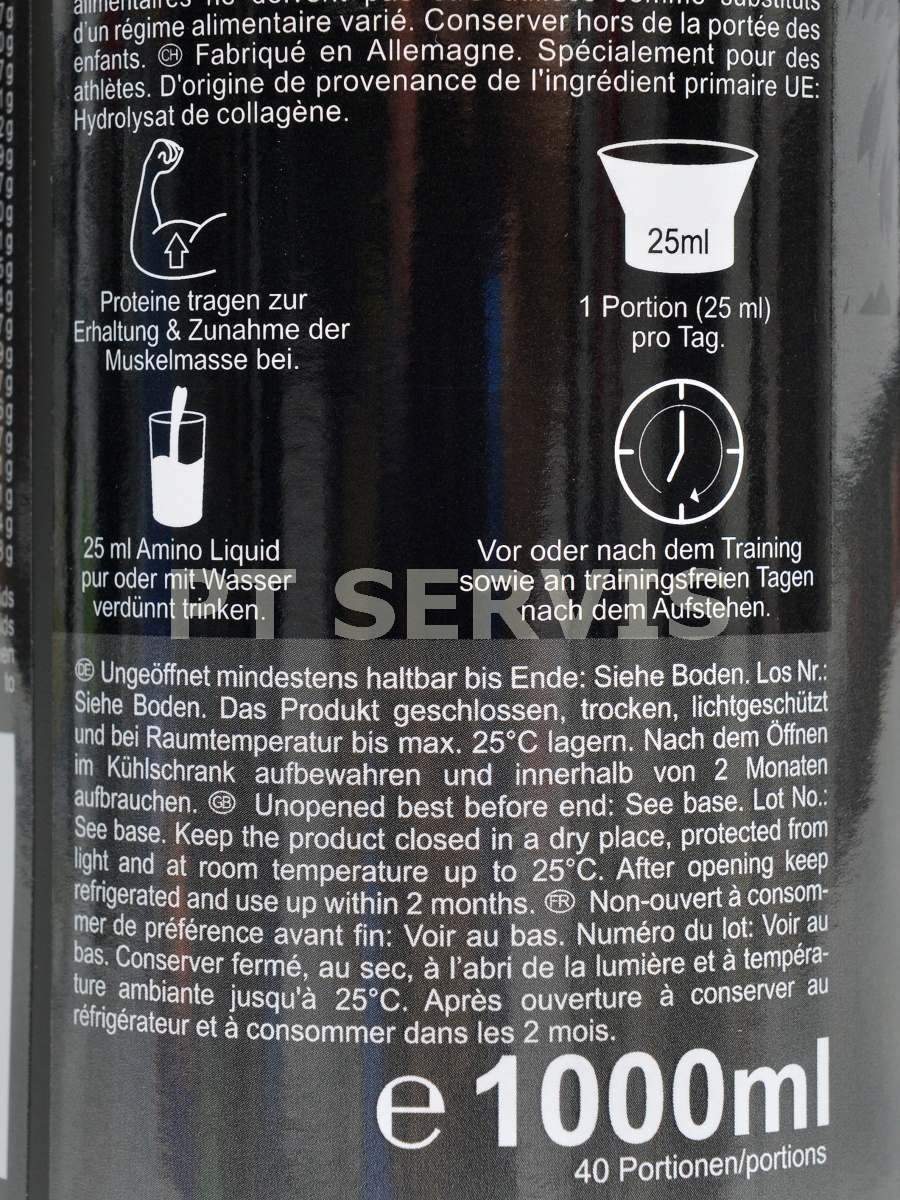 d'un régime alimentaire varié. Conserver hors de la portée des
enfants. CH Fabriqué en Allemagne. Spécialement pour des
athlètes. D'origine de provenance de l'ingrédient primaire UE:
Hydrolysat de collagène.
25ml
Proteine tragen zur
Erhaltung & Zunahme der
Muskelmasse bei.
1 Portion (25 ml)
pro Tag.
25 ml Amino Liquid
pur oder mit Wasser
verdünnt trinken.
Vor oder nach dem Training
sowie an trainingsfreien Tagen
nach dem Aufstehen.
PT SERVIS
DE Ungeöffnet mindestens haltbar bis Ende: Siehe Boden. Los Nr.:
Siehe Boden. Das Produkt geschlossen, trocken, lichtgeschützt
und bei Raumtemperatur bis max. 25°C lagern. Nach dem Öffnen
im Kühlschrank aufbewahren und innerhalb von 2 Monaten
aufbrauchen. GB Unopened best before end: See base. Lot No.:
See base. Keep the product closed in a dry place, protected from
light and at room temperature up to 25°C. After opening keep
refrigerated and use up within 2 months. FR Non-ouvert à consom-
mer de préférence avant fin: Voir au bas. Numéro du lot: Voir au
bas. Conserver fermé, au sec, à l'abri de la lumière et à tempéra-
ture ambiante jusqu'à 25°C. Après ouverture à conserver au
réfrigérateur et à consommer dans les 2 mois.
e 1000ml
40 Portionen/portions